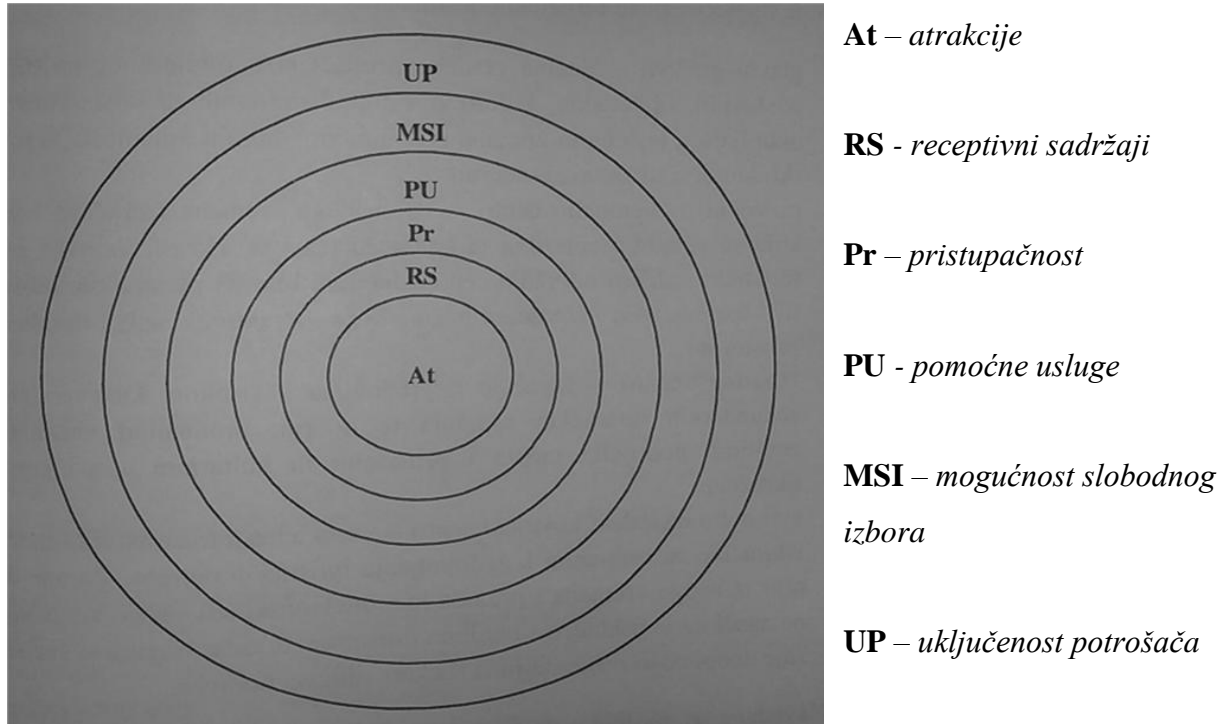 UP
MSI
PU
Pr
RS
At
At – atrakcije
RS - receptivni sadržaji
Pr – pristupačnost
PU - pomoćne usluge
MSI – mogućnost slobodnog
izbora
UP – uključenost potrošača